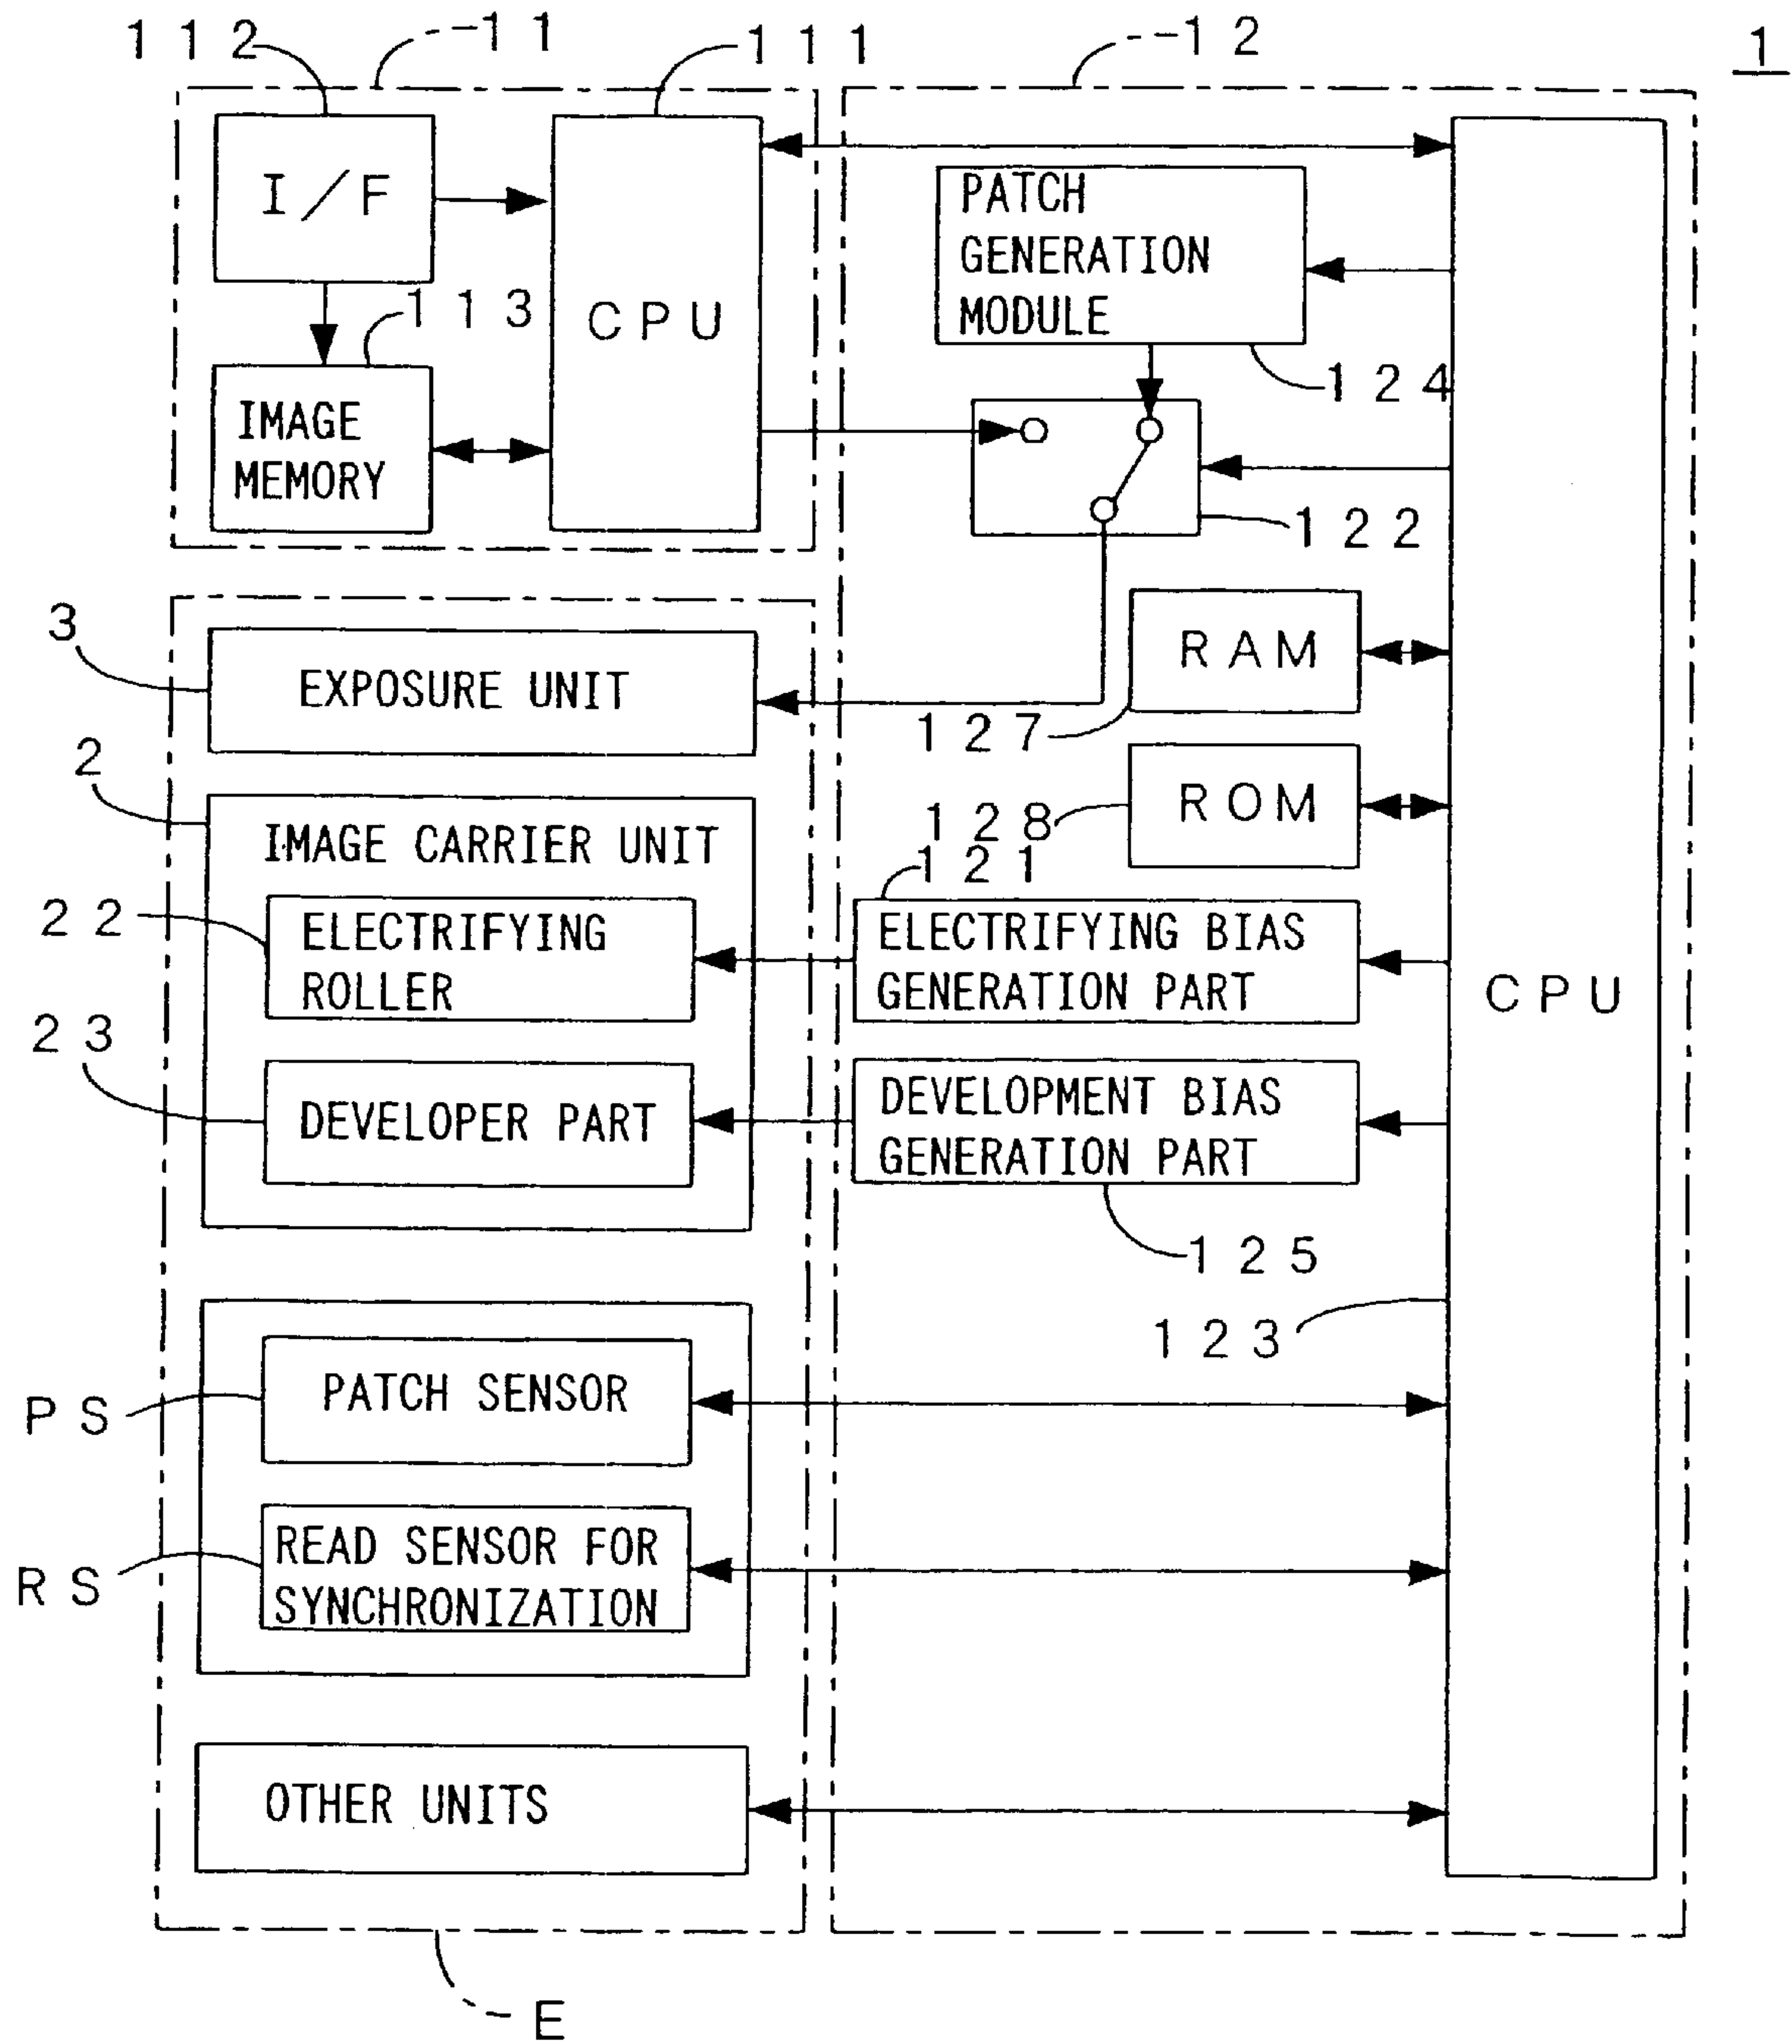 112
11
111
12
1
I/F
CPU
PATCH
GENERATION
MODULE
113
124
IMAGE
MEMORY
122
3
EXPOSURE UNIT
RAM
127
2
ROM
128
IMAGE CARRIER UNIT
121
22
ELECTRIFYING
ROLLER
ELECTRIFYING BIAS
GENERATION PART
CPU
23
DEVELOPER PART
DEVELOPMENT BIAS
GENERATION PART
125
123
PS
PATCH SENSOR
RS
READ SENSOR FOR
SYNCHRONIZATION
OTHER UNITS
E